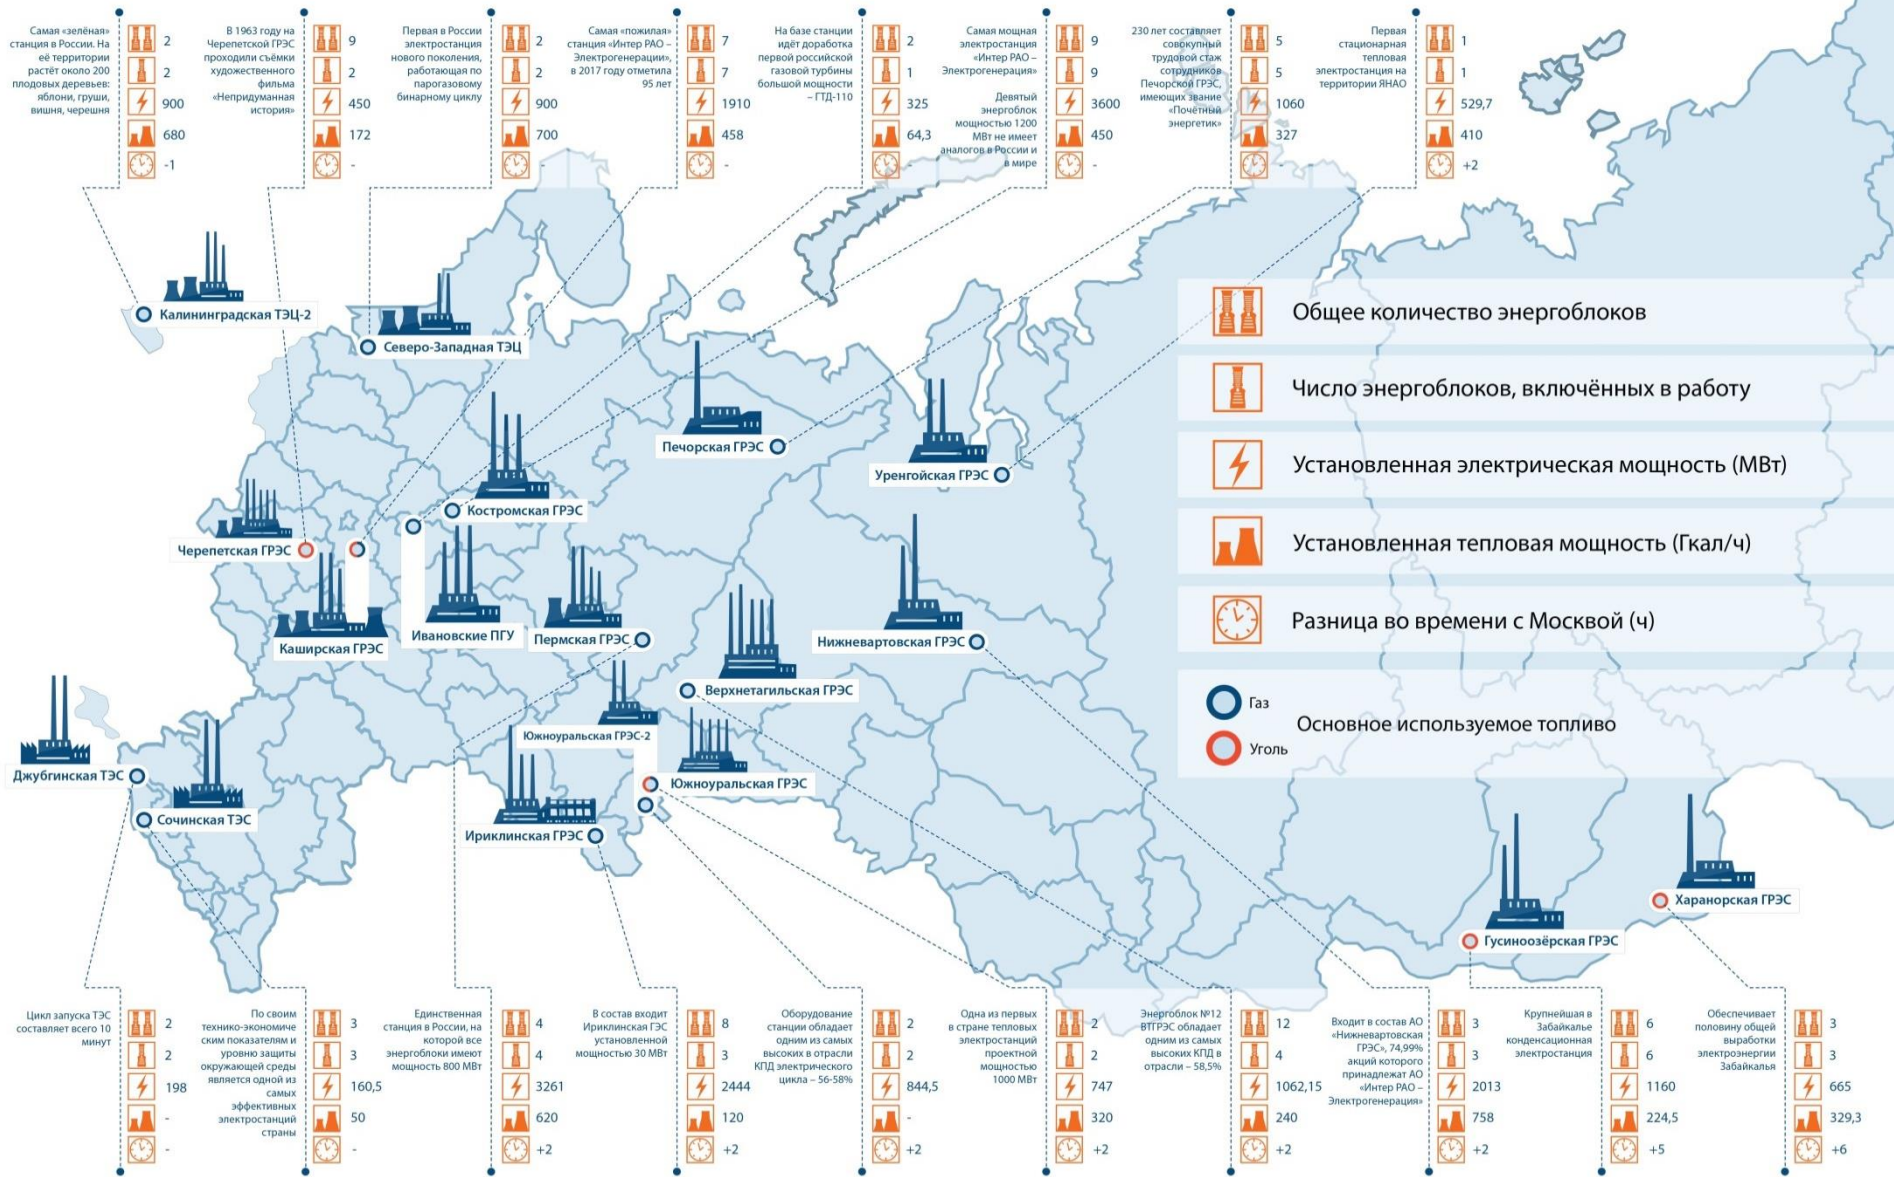 Самая «зелёная»
станция в России. На
её территории
растёт около 200
плодовых деревьев:
яблони, груши,
вишня, черешня
2
2
900
680
-1
В 1963 году на
Черепетской ГРЭС
проходили съёмки
художественного
фильма
«Непридуманная
история»
9
2
450
172
-
Первая в России
электростанция
нового поколения,
работающая по
парогазовому
бинарному циклу
2
2
900
700
-
Самая «пожилая»
станция «Интер РАО –
Электрогенерации»,
в 2017 году отметила
95 лет
7
7
1910
458
-
На базе станции
идёт доработка
первой российской
газовой турбины
большой мощности
– ГТД-110
2
1
325
64,3
-
Самая мощная
электростанция
«Интер РАО –
Электрогенерация»
Девятый
энергоблок
мощностью 1200
МВт не имеет
аналогов в России и
в мире
9
9
3600
450
-
230 лет составляет
совокупный
трудовой стаж
сотрудников
Печорской ГРЭС,
имеющих звание
«Почётный
энергетик»
5
5
1060
327
-
Первая
стационарная
тепловая
электростанция на
территории ЯНАО
1
1
529,7
410
+2
Калининградская ТЭЦ-2
Северо-Западная ТЭЦ
Печорская ГРЭС
Уренгойская ГРЭС
Костромская ГРЭС
Черепетская ГРЭС
Каширская ГРЭС
Ивановские ПГУ
Пермская ГРЭС
Нижневартовская ГРЭС
Верхнетагильская ГРЭС
Южноуральская ГРЭС-2
Южноуральская ГРЭС
Джубгинская ТЭС
Сочинская ТЭС
Ириклинская ГРЭС
Гусиноозёрская ГРЭС
Харанорская ГРЭС
Общее количество энергоблоков
Число энергоблоков, включённых в работу
Установленная электрическая мощность (МВт)
Установленная тепловая мощность (Гкал/ч)
Разница во времени с Москвой (ч)
Газ
Основное используемое топливо
Уголь
Цикл запуска ТЭС
составляет всего 10
минут
2
2
198
-
-
По своим
технико-экономиче
ским показателям и
уровню защиты
окружающей среды
является одной из
самых
эффективных
электростанций
страны
3
3
160,5
50
-
Единственная
станция в России, на
которой все
энергоблоки имеют
мощность 800 МВт
4
4
3261
620
+2
В состав входит
Ириклинская ГЭС
установленной
мощностью 30 МВт
8
3
2444
120
+2
Оборудование
станции обладает
одним из самых
высоких в отрасли
КПД электрического
цикла – 56-58%
2
2
844,5
-
+2
Одна из первых
в стране тепловых
электростанций
проектной
мощностью
1000 МВт
2
2
747
320
+2
Энергоблок №12
ВТГРЭС обладает
одним из самых
высоких КПД в
отрасли – 58,5%
12
4
1062,15
240
+2
Входит в состав АО
«Нижневартовская
ГРЭС», 74,99%
акций которого
принадлежат АО
«Интер РАО –
Электрогенерация»
3
3
2013
758
+2
Крупнейшая в
Забайкалье
конденсационная
электростанция
6
6
1160
224,5
+5
Обеспечивает
половину общей
выработки
электроэнергии
Забайкалья
3
3
665
329,3
+6